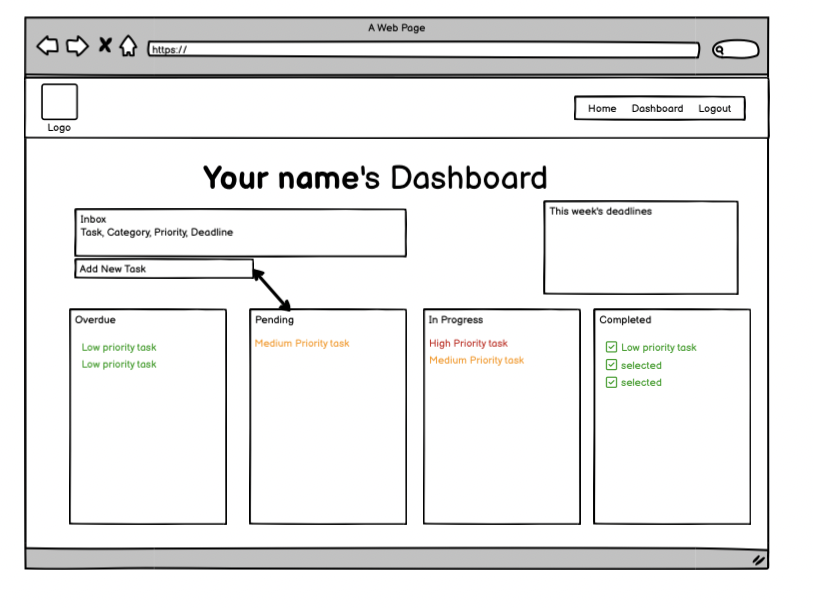 A Web Page
https://
Logo
Home Dashboard Logout
Your name's Dashboard
Inbox
Task, Category, Priority, Deadline
Add New Task
This week's deadlines
Overdue
Low priority task
Low priority task
Pending
Medium Priority task
In Progress
High Priority task
Medium Priority task
Completed
Low priority task
selected
selected